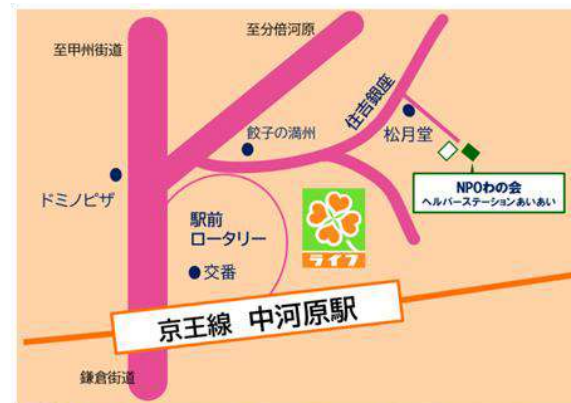 至分倍河原
至甲州街道
住吉銀座
松月堂
餃子の満州
NPOわの会
ヘルパーステーションあいあい
ドミノピザ
駅前
ロータリー
交番
ライフ
京王線 中河原駅
鎌倉街道